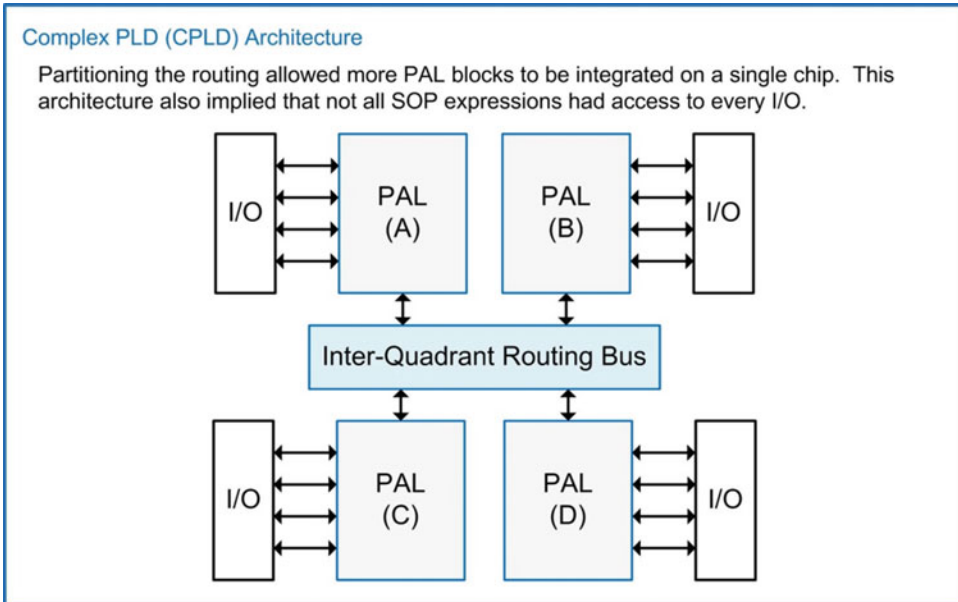 Complex PLD (CPLD) Architecture
Partitioning the routing allowed more PAL blocks to be integrated on a single chip. This
architecture also implied that not all SOP expressions had access to every I/O.
I/O
PAL
(A)
PAL
(B)
I/O
Inter-Quadrant Routing Bus
I/O
PAL
(C)
PAL
(D)
I/O